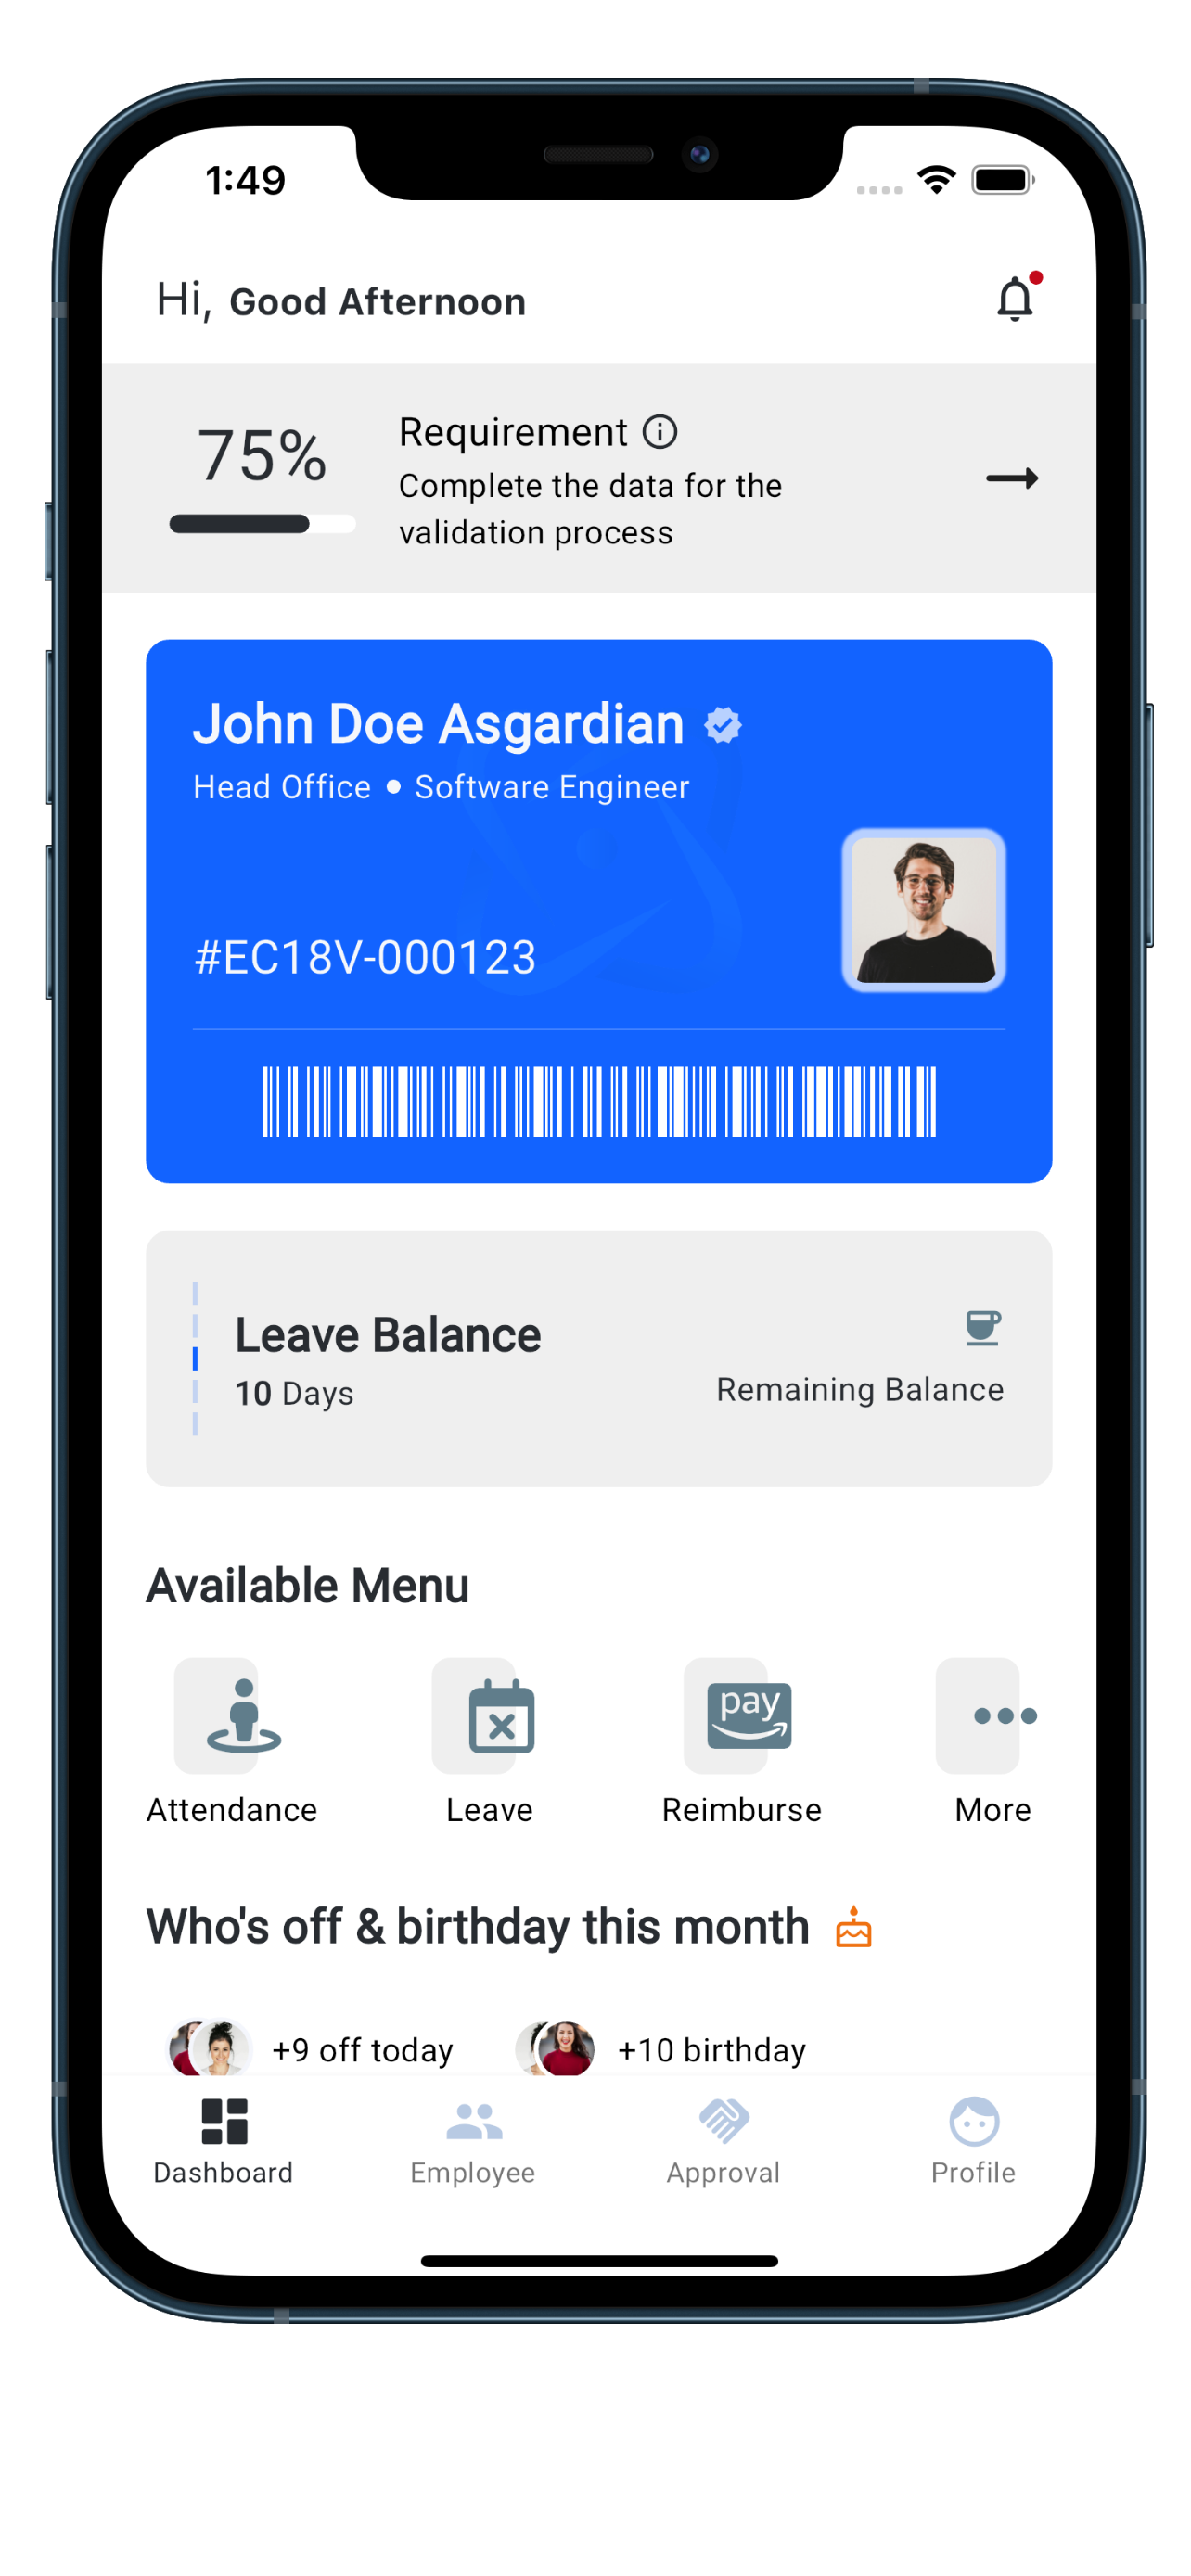 1:49
Hi, Good Afternoon
75%
Requirement
Complete the data for the
validation process
John Doe Asgardian
Head Office • Software Engineer
#EC18V-000123
Leave Balance
10 Days
Remaining Balance
Available Menu
pay
Attendance
Leave
Reimburse
More
Who's off & birthday this month
+9 off today
+10 birthday
Dashboard
Employee
Approval
Profile